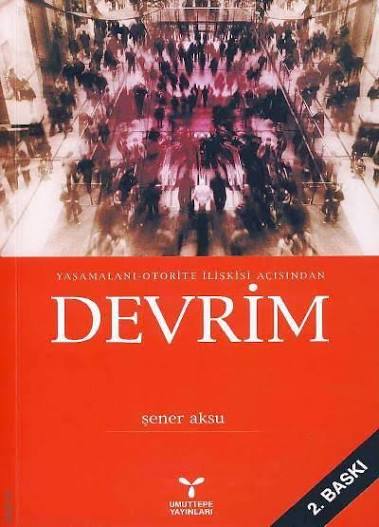 YAŞAMALANI-OTORİTE İLİŞKİSİ AÇISINDAN
DEVRİM
şener aksu
2. BASKI
UMUTTEPE
YAYINLARI